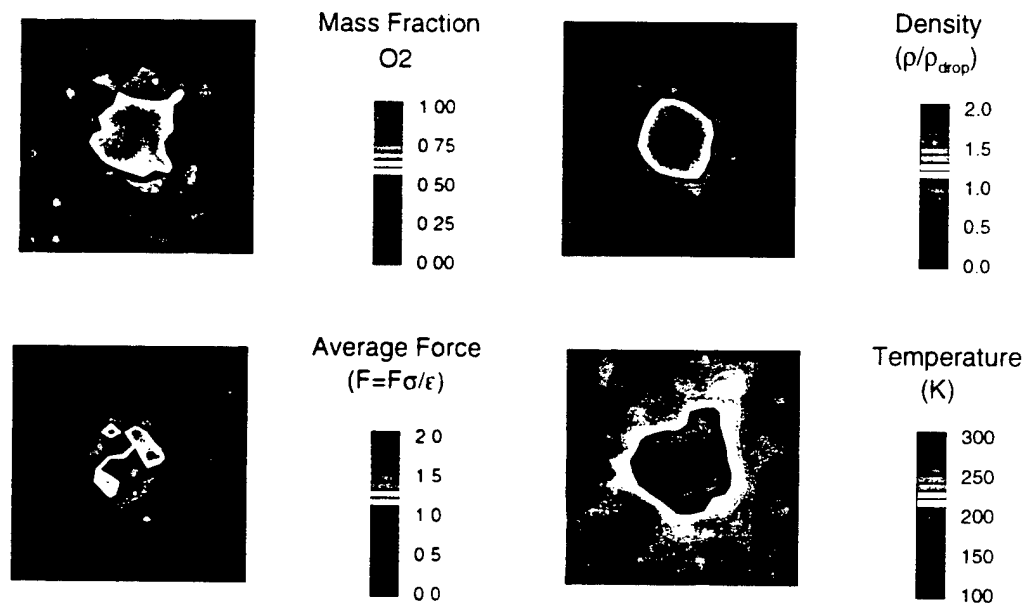 Mass Fraction
O2
1 00
0 75
0 50
0 25
0 00
Density
(ρ/ρdrop)
2.0
1.5
1.0
0.5
0.0
Average Force
(F=Fσ/ε)
2 0
1 5
1 0
0 5
0 0
Temperature
(K)
300
250
200
150
100